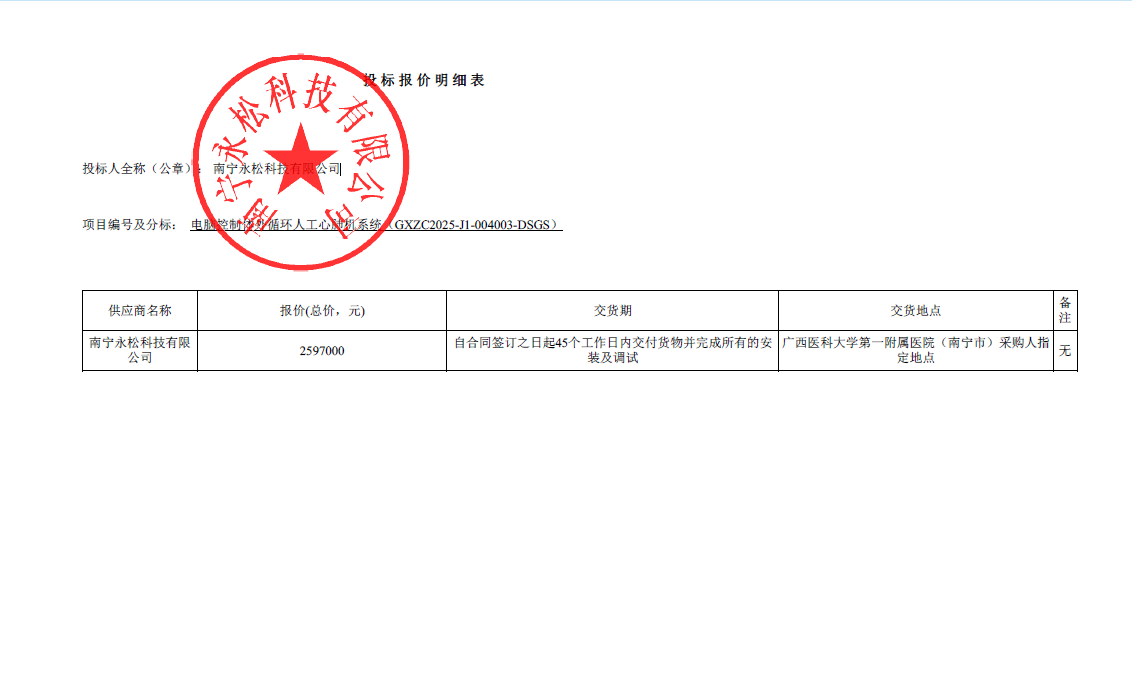 投标报价明细表
南宁永松科技有限公司
投标人全称（公章）： 南宁永松科技有限公司
项目编号及分标： 电脑控制体外循环人工心肺机系统（GXZC2025-J1-004003-DSGS）
供应商名称 报价(总价，元) 交货期 交货地点 备注
南宁永松科技有限公司 2597000 自合同签订之日起45个工作日内交付货物并完成所有的安装及调试 广西医科大学第一附属医院（南宁市）采购人指定地点 无